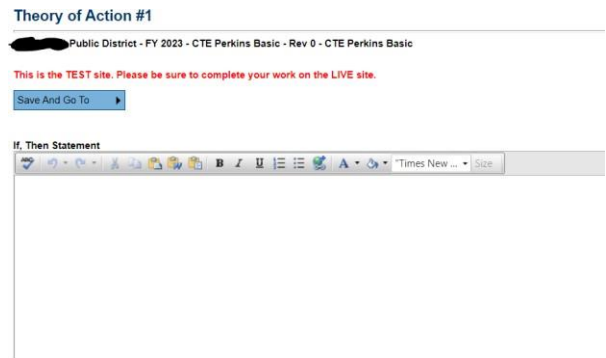 Theory of Action #1
Public District - FY 2023 - CTE Perkins Basic - Rev 0 - CTE Perkins Basic
This is the TEST site. Please be sure to complete your work on the LIVE site.
Save And Go To
If, Then Statement
ABC B I U A "Times New ... Size